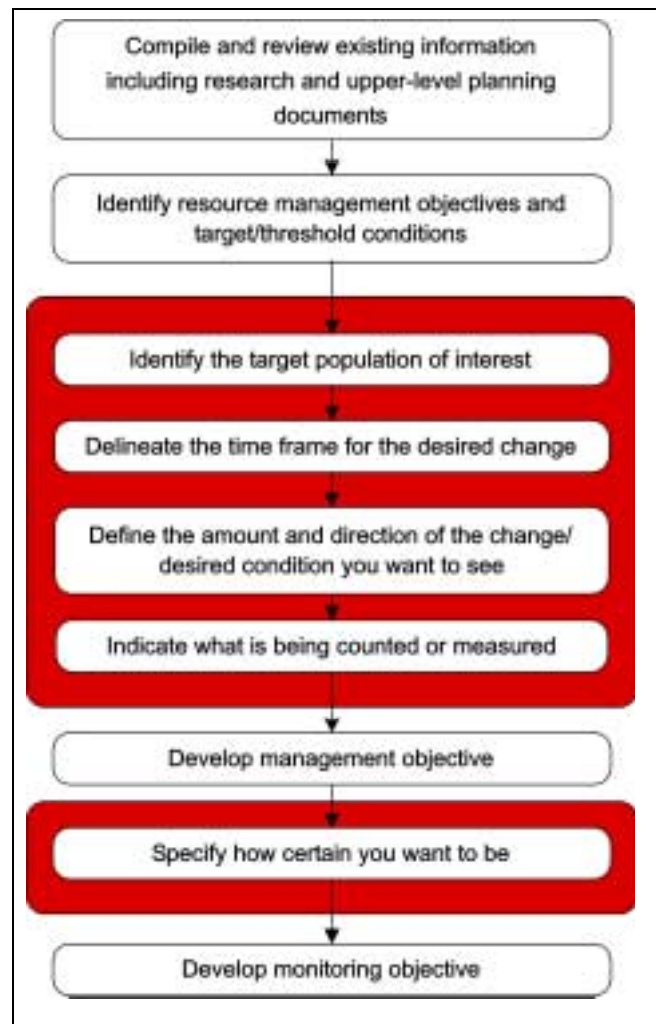 Compile and review existing information
including research and upper-level planning
documents
Identify resource management objectives and
target/threshold conditions
Identify the target population of interest
Delineate the time frame for the desired change
Define the amount and direction of the change/
desired condition you want to see
Indicate what is being counted or measured
Develop management objective
Specify how certain you want to be
Develop monitoring objective